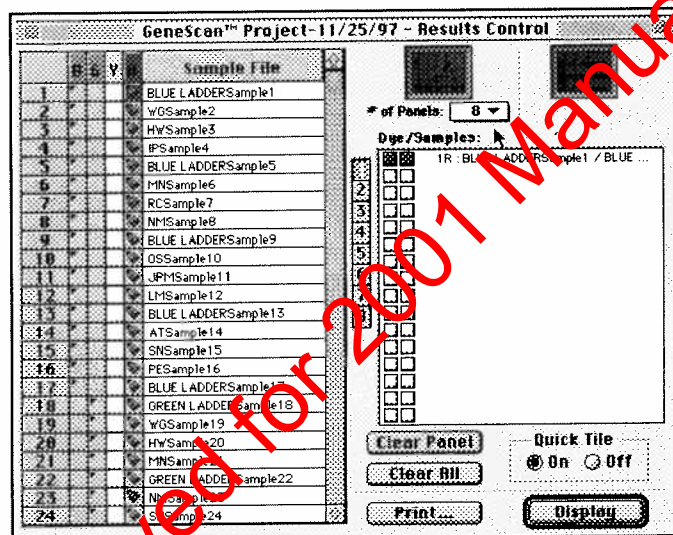 GeneScan™ Project-11/25/97 - Results Control
B G Y R Sample File
1 BLUE LADDERSample1
2 WGSample2
3 HWSample3
4 IPSample4
5 BLUE LADDERSample5
6 MNSample6
7 RCSample7
8 NMSample8
9 BLUE LADDERSample9
10 OSSample10
11 JPMSample11
12 LMSample12
13 BLUE LADDERSample13
14 ATSample14
15 SNSample15
16 PESample16
17 BLUE LADDERSample17
18 GREEN LADDERSample18
19 WGSample19
20 HWSample20
21 MNSample
22 GREEN LADDERSample22
23
24 Sample24
# of Panels: 8
Dye/Samples:
1R : BLUE LADDERSample1 / BLUE ...
2
3
4
5
6
7
8
Clear Panel
Clear All
Print...
Quick Tile
On Off
Display
for 2001 Manual